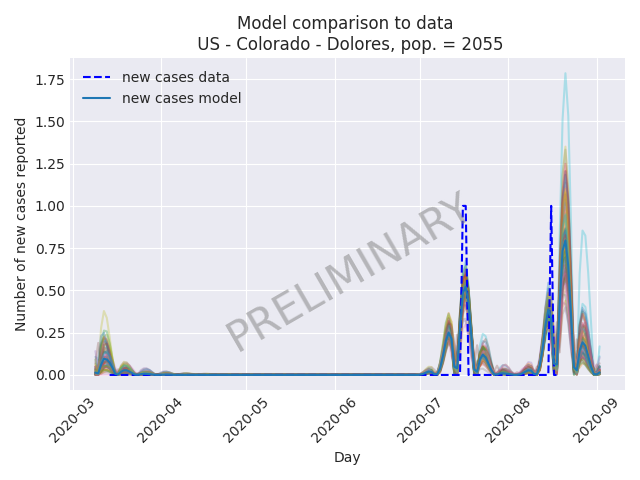 Model comparison to data
US - Colorado - Dolores, pop. = 2055
new cases data
new cases model
Number of new cases reported
1.75
1.50
1.25
1.00
0.75
0.50
0.25
0.00
PRELIMINARY
2020-03
2020-04
2020-05
2020-06
2020-07
2020-08
2020-09
Day